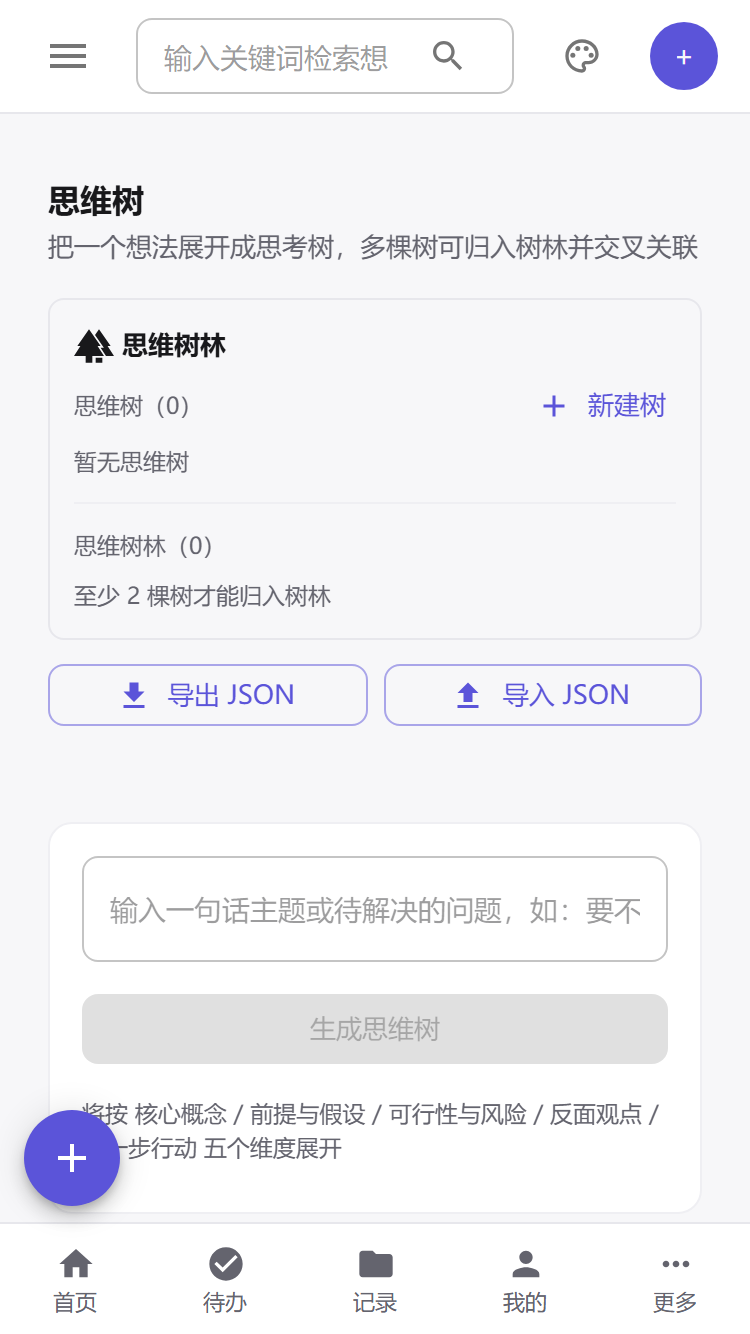 输入关键词检索想
+
思维树
把一个想法展开成思考树，多棵树可归入树林并交叉关联
思维树林
思维树（0）
新建树
暂无思维树
思维树林（0）
至少 2 棵树才能归入树林
导出 JSON
导入 JSON
输入一句话主题或待解决的问题，如：要不
生成思维树
将按 核心概念 / 前提与假设 / 可行性与风险 / 反面观点 /
一步行动 五个维度展开
首页
待办
记录
我的
更多